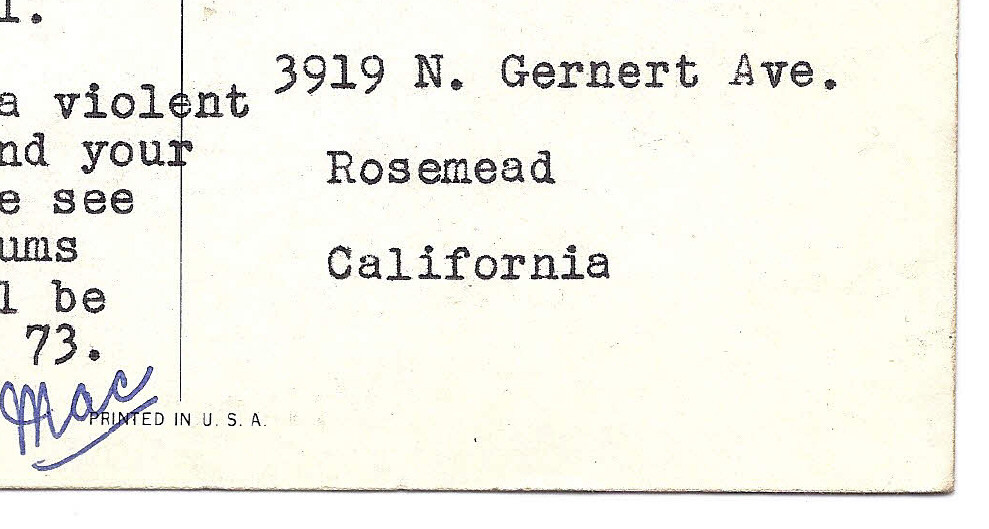 1.
a violent
nd your
e see
ums
l be
73.
Mac
PRINTED IN U. S. A.
3919 N. Gernert Ave.
Rosemead
California